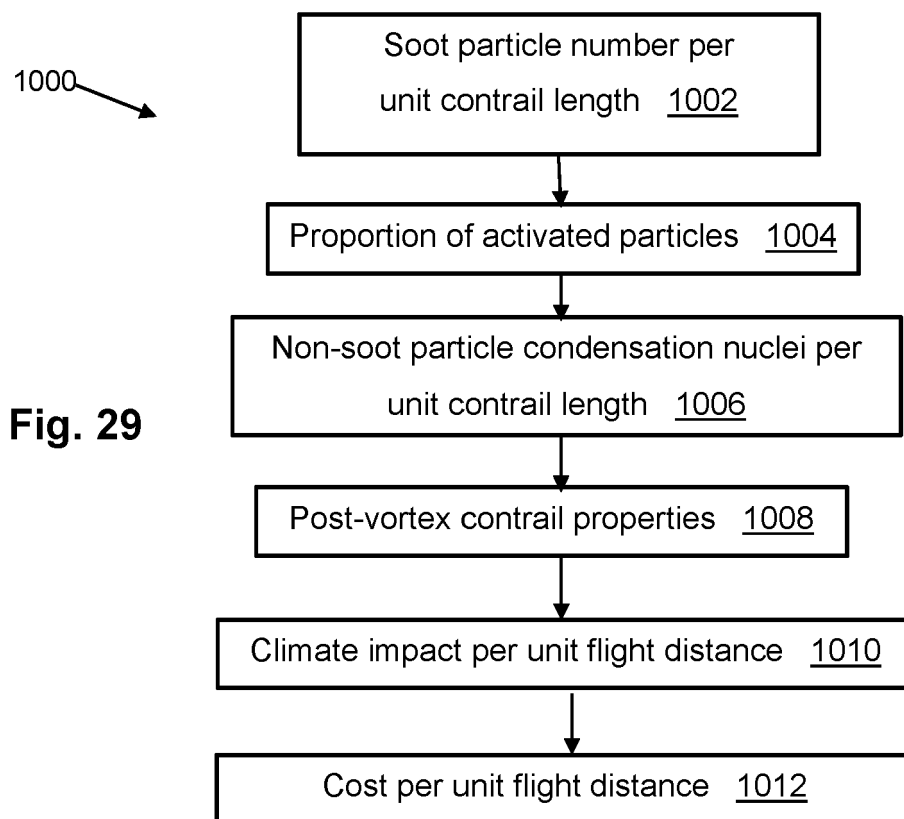 Soot particle number per
unit contrail length 1002
1000
Proportion of activated particles 1004
Non-soot particle condensation nuclei per
unit contrail length 1006
Fig. 29
Post-vortex contrail properties 1008
Climate impact per unit flight distance 1010
Cost per unit flight distance 1012